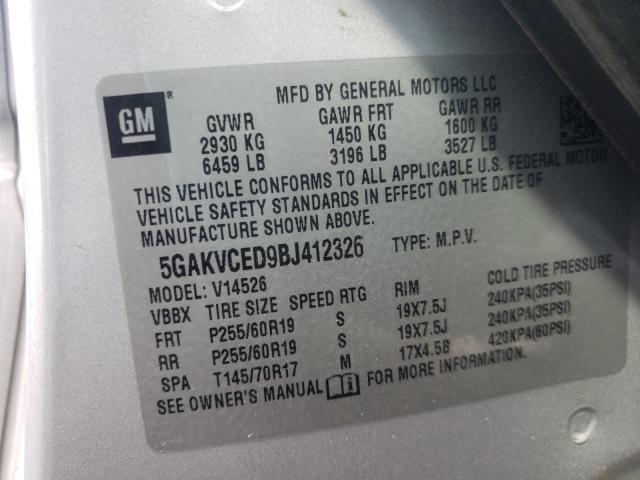 MFD BY GENERAL MOTORS LLC
GM®
GVWR GAWR FRT GAWR RR
2930 KG 1450 KG 1600 KG
6459 LB 3196 LB 3527 LB
THIS VEHICLE CONFORMS TO ALL APPLICABLE U.S. FEDERAL MOTOR
VEHICLE SAFETY STANDARDS IN EFFECT ON THE DATE OF
MANUFACTURE SHOWN ABOVE.
5GAKVCED9BJ412326 TYPE: M.P.V.
MODEL: V14526
VBBX TIRE SIZE SPEED RTG RIM COLD TIRE PRESSURE
FRT P255/60R19 S 19X7.5J 240KPA(35PSI)
RR P255/60R19 S 19X7.5J 240KPA(35PSI)
SPA T145/70R17 M 17X4.5B 420KPA(60PSI)
SEE OWNER'S MANUAL FOR MORE INFORMATION.